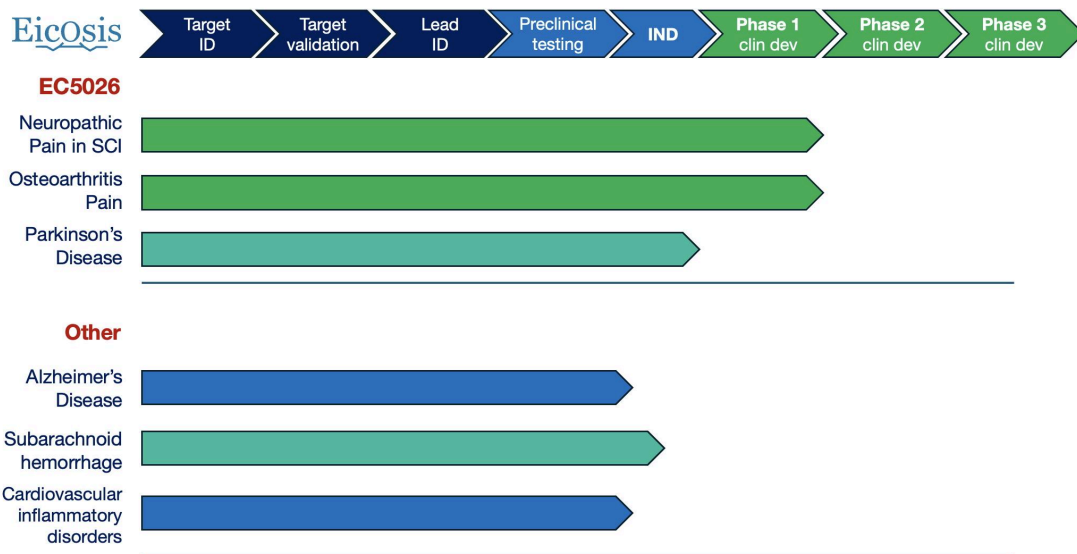 EicOsis
Target
ID
Target
validation
Lead
ID
Preclinical
testing
IND
Phase 1
clin dev
Phase 2
clin dev
Phase 3
clin dev
EC5026
Neuropathic
Pain in SCI
Osteoarthritis
Pain
Parkinson's
Disease
Other
Alzheimer's
Disease
Subarachnoid
hemorrhage
Cardiovascular
inflammatory
disorders